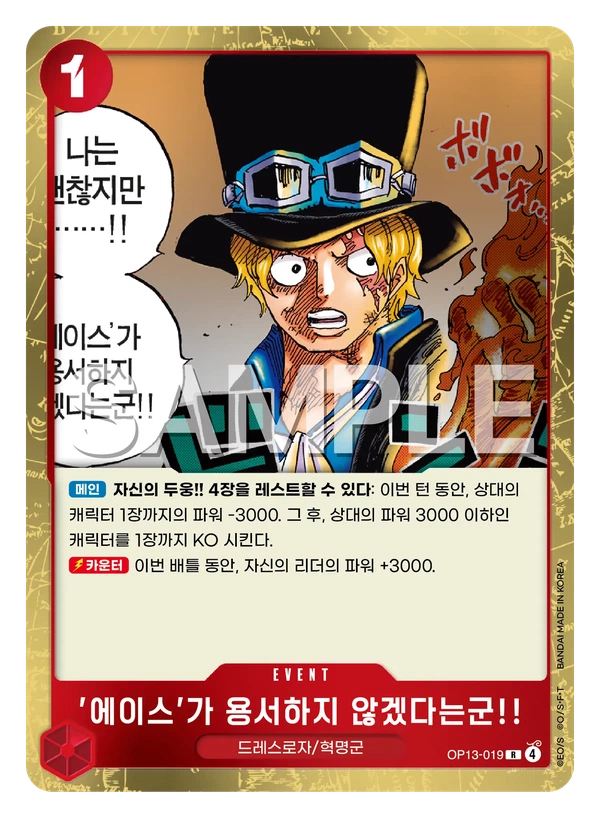 1
나는
괜찮지만
……!!
'에이스'가
용서하지
않겠다는군!!
ボボボ…
SAMPLE
메인 자신의 두웅!! 4장을 레스트할 수 있다: 이번 턴 동안, 상대의
캐릭터 1장까지의 파워 -3000. 그 후, 상대의 파워 3000 이하인
캐릭터를 1장까지 KO 시킨다.
카운터 이번 배틀 동안, 자신의 리더의 파워 +3000.
EVENT
'에이스'가 용서하지 않겠다는군!!
드레스로자/혁명군
OP13-019 R 4
©EO/S ©O/S·F·T BANDAI MADE IN KOREA